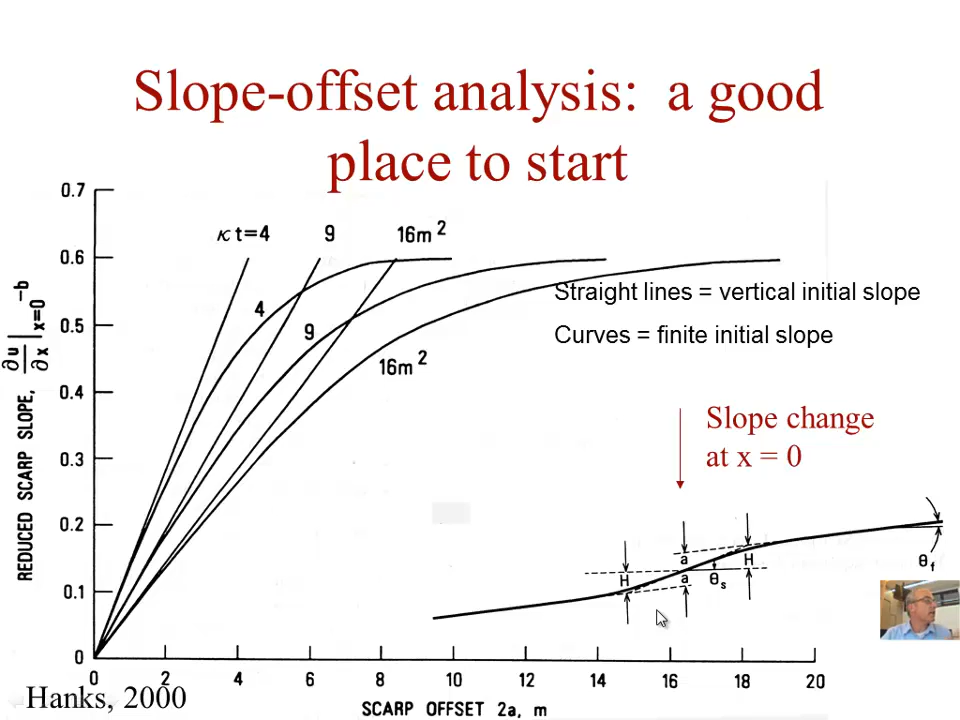 Slope-offset analysis: a good
place to start
0.7
0.6
0.5
0.4
0.3
0.2
0.1
0
REDUCED SCARP SLOPE, ∂u/∂x|x=0 -b
κt=4
9
16m²
4
9
16m²
Straight lines = vertical initial slope
Curves = finite initial slope
Slope change
at x = 0
H
a
a
θs
H
θf
0 2 4 6 8 10 12 14 16 18 20
SCARP OFFSET 2a, m
Hanks, 2000